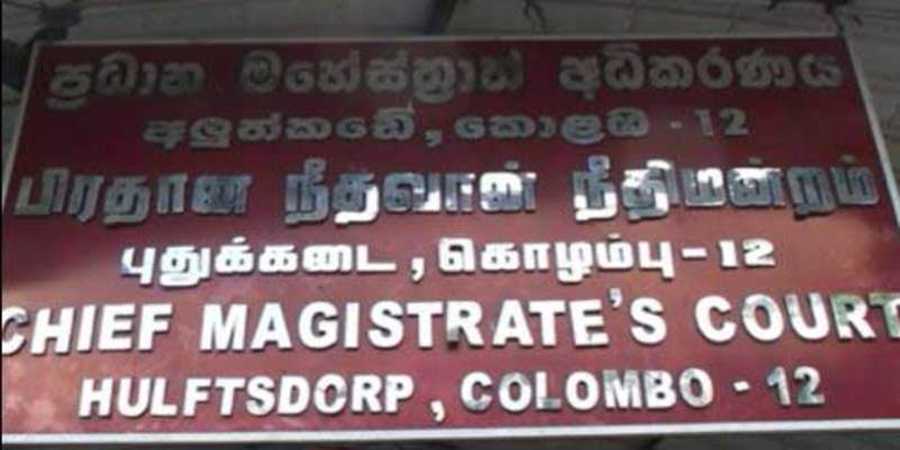 ප්‍රධාන මහේස්ත්‍රාත් අධිකරණය
අලුත්කඩේ, කොළඹ - 12
பிரதான நீதவான் நீதிமன்றம்
புதுக்கடை, கொழம்பு - 12
CHIEF MAGISTRATE'S COURT
HULFTSDORP, COLOMBO - 12